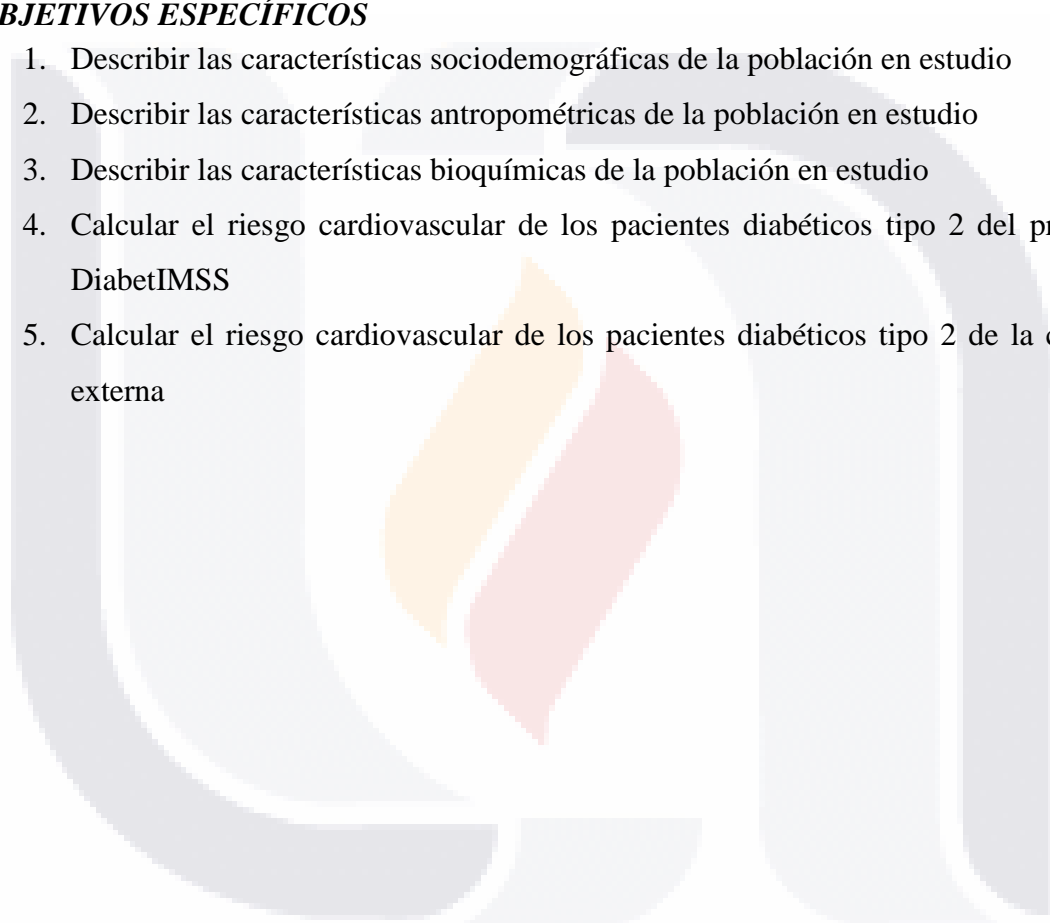 BJETIVOS ESPECÍFICOS
1. Describir las características sociodemográficas de la población en estudio
2. Describir las características antropométricas de la población en estudio
3. Describir las características bioquímicas de la población en estudio
4. Calcular el riesgo cardiovascular de los pacientes diabéticos tipo 2 del
DiabetIMSS
5. Calcular el riesgo cardiovascular de los pacientes diabéticos tipo 2 de la
externa